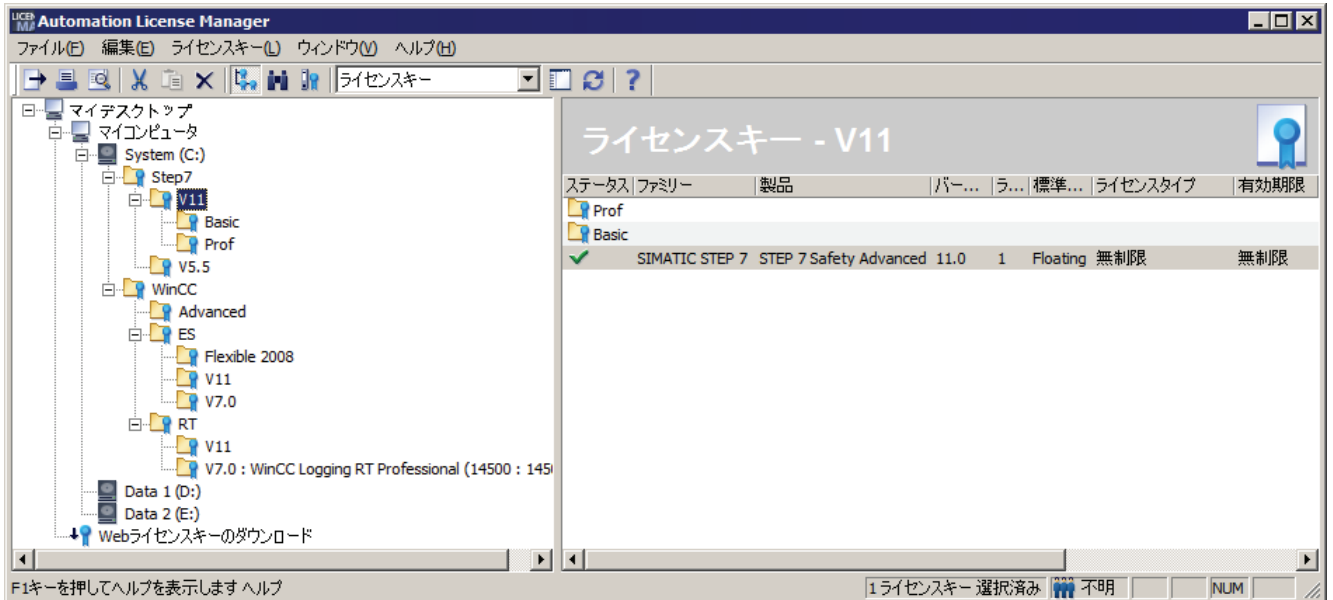 Automation License Manager
ファイル(F) 編集(E) ライセンスキー(L) ウィンドウ(V) ヘルプ(H)
ライセンスキー
マイデスクトップ
マイコンピュータ
System (C:)
Step7
V11
Basic
Prof
V5.5
WinCC
Advanced
ES
Flexible 2008
V11
V7.0
RT
V11
V7.0 : WinCC Logging RT Professional (14500 : 145
Data 1 (D:)
Data 2 (E:)
Webライセンスキーのダウンロード
ライセンスキー - V11
ステータス ファミリー 製品 バー... ラ... 標準... ライセンスタイプ 有効期限
Prof
Basic
SIMATIC STEP 7 STEP 7 Safety Advanced 11.0 1 Floating 無制限 無制限
F1キーを押してヘルプを表示します ヘルプ 1ライセンスキー 選択済み 不明 NUM